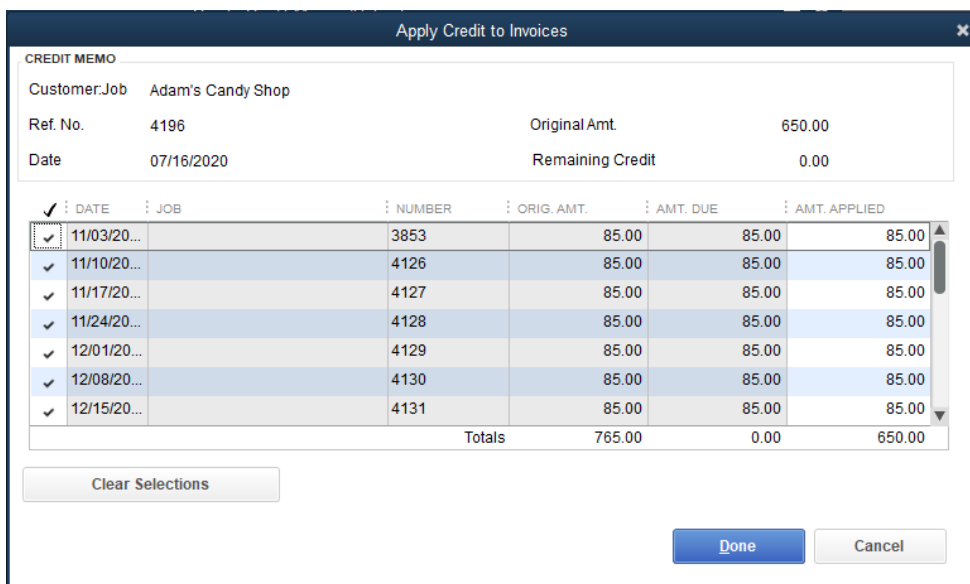 Apply Credit to Invoices
CREDIT MEMO
Customer:Job Adam's Candy Shop
Ref. No. 4196 Original Amt. 650.00
Date 07/16/2020 Remaining Credit 0.00
DATE JOB NUMBER ORIG. AMT. AMT. DUE AMT. APPLIED
11/03/20... 3853 85.00 85.00 85.00
11/10/20... 4126 85.00 85.00 85.00
11/17/20... 4127 85.00 85.00 85.00
11/24/20... 4128 85.00 85.00 85.00
12/01/20... 4129 85.00 85.00 85.00
12/08/20... 4130 85.00 85.00 85.00
12/15/20... 4131 85.00 85.00 85.00
Totals 765.00 0.00 650.00
Clear Selections
Done Cancel